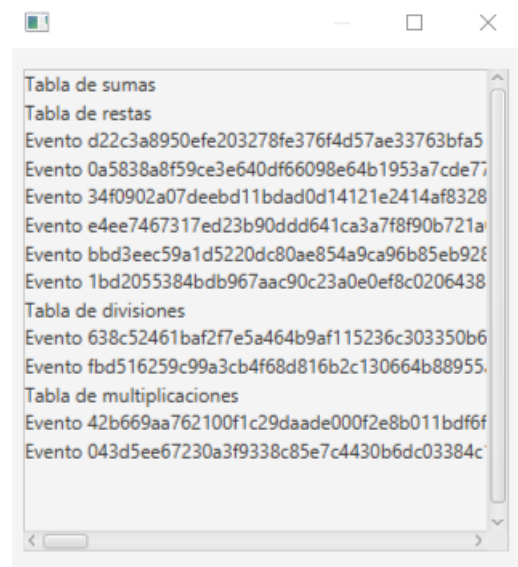 Tabla de sumas
Tabla de restas
Evento d22c3a8950efe203278fe376f4d57ae33763bfa5
Evento 0a5838a8f59ce3e640df66098e64b1953a7cde77
Evento 34f0902a07deebd11bdad0d14121e2414af8328
Evento e4ee7467317ed23b90ddd641ca3a7f8f90b721a
Evento bbd3eec59a1d5220dc80ae854a9ca96b85eb928
Evento 1bd2055384bdb967aac90c23a0e0ef8c0206438
Tabla de divisiones
Evento 638c52461baf2f7e5a464b9af115236c303350b6
Evento fbd516259c99a3cb4f68d816b2c130664b88955
Tabla de multiplicaciones
Evento 42b669aa762100f1c29daade000f2e8b011bdf6f
Evento 043d5ee67230a3f9338c85e7c4430b6dc03384c